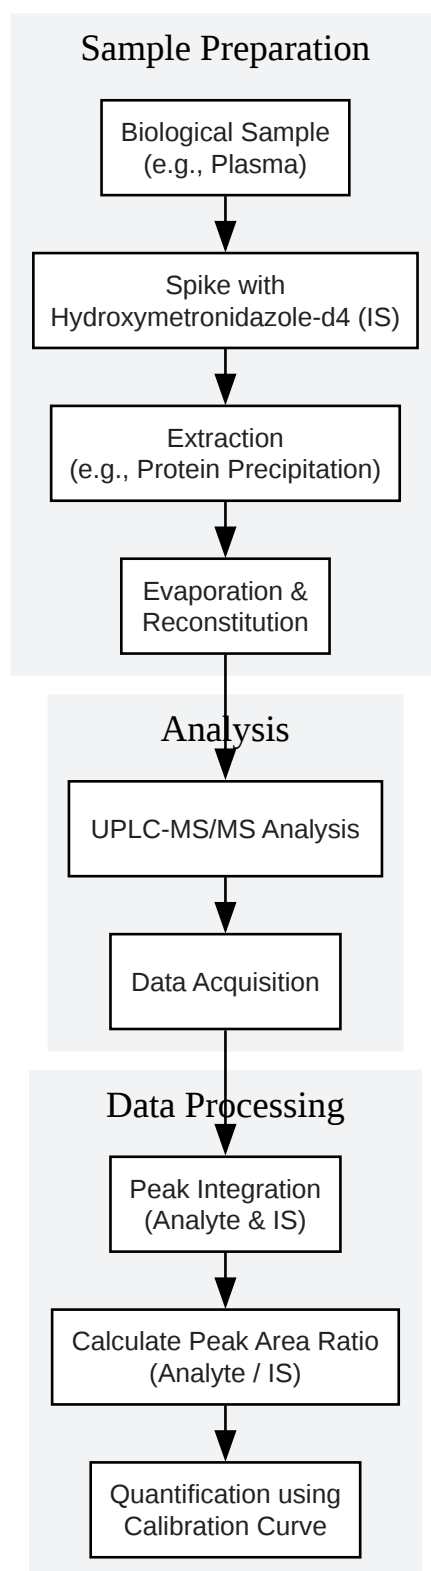 Sample Preparation
Biological Sample
(e.g., Plasma)
Spike with
Hydroxymetronidazole-d4 (IS)
Extraction
(e.g., Protein Precipitation)
Evaporation &
Reconstitution
Analysis
UPLC-MS/MS Analysis
Data Acquisition
Data Processing
Peak Integration
(Analyte & IS)
Calculate Peak Area Ratio
(Analyte / IS)
Quantification using
Calibration Curve